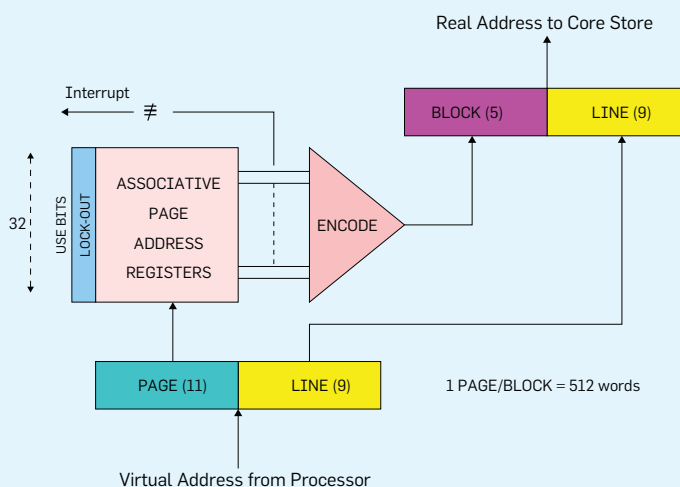 Real Address to Core Store
Interrupt
≢
BLOCK (5)
LINE (9)
32
USE BITS
LOCK-OUT
ASSOCIATIVE
PAGE
ADDRESS
REGISTERS
ENCODE
PAGE (11)
LINE (9)
1 PAGE/BLOCK = 512 words
Virtual Address from Processor